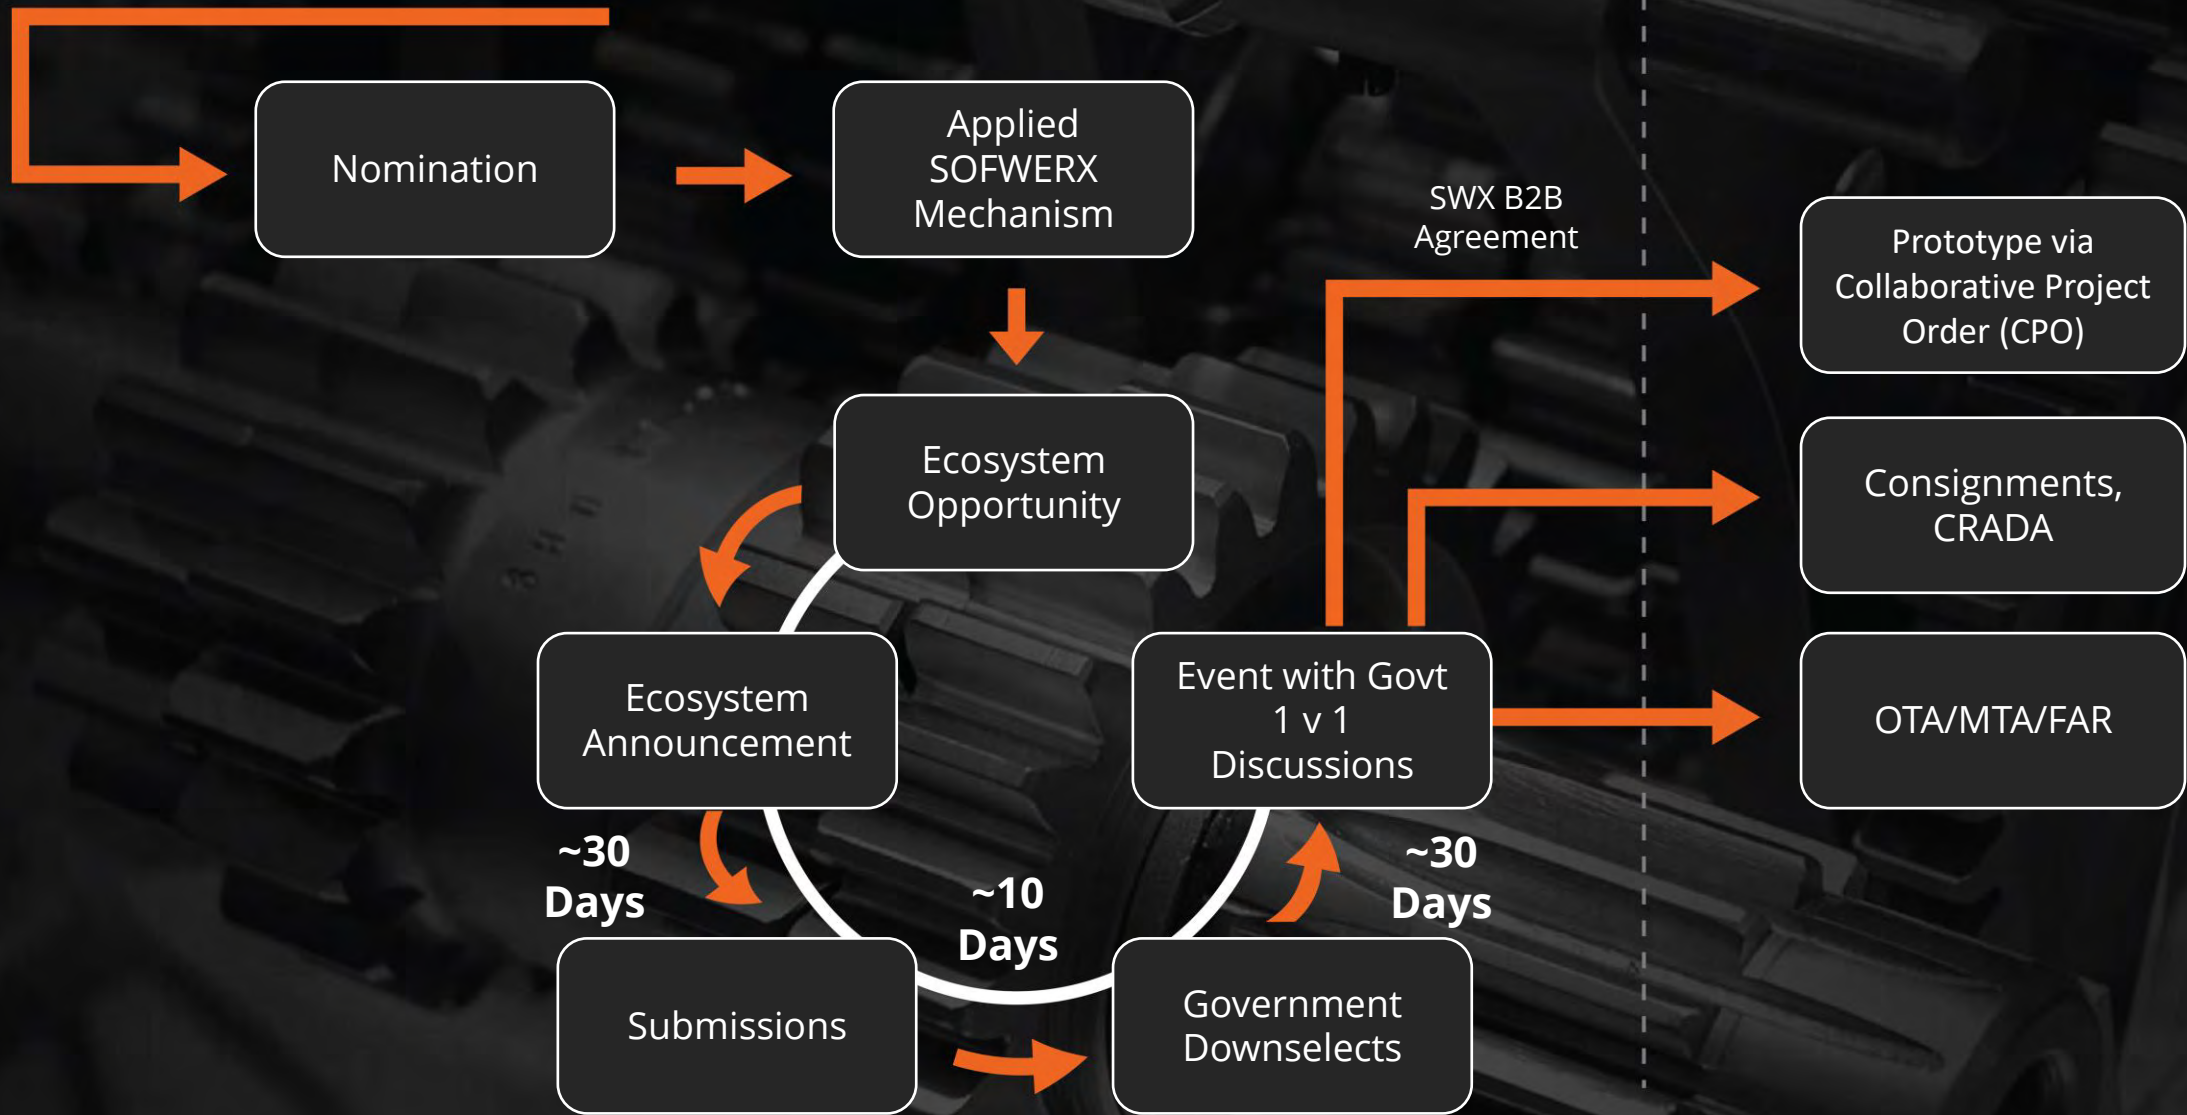 Nomination
Applied
SOFWERX
Mechanism
SWX B2B
Agreement
Prototype via
Collaborative Project
Order (CPO)
Ecosystem
Opportunity
Consignments,
CRADA
Ecosystem
Announcement
Event with Govt
1 v 1
Discussions
OTA/MTA/FAR
~30
Days
~10
Days
~30
Days
Submissions
Government
Downselects